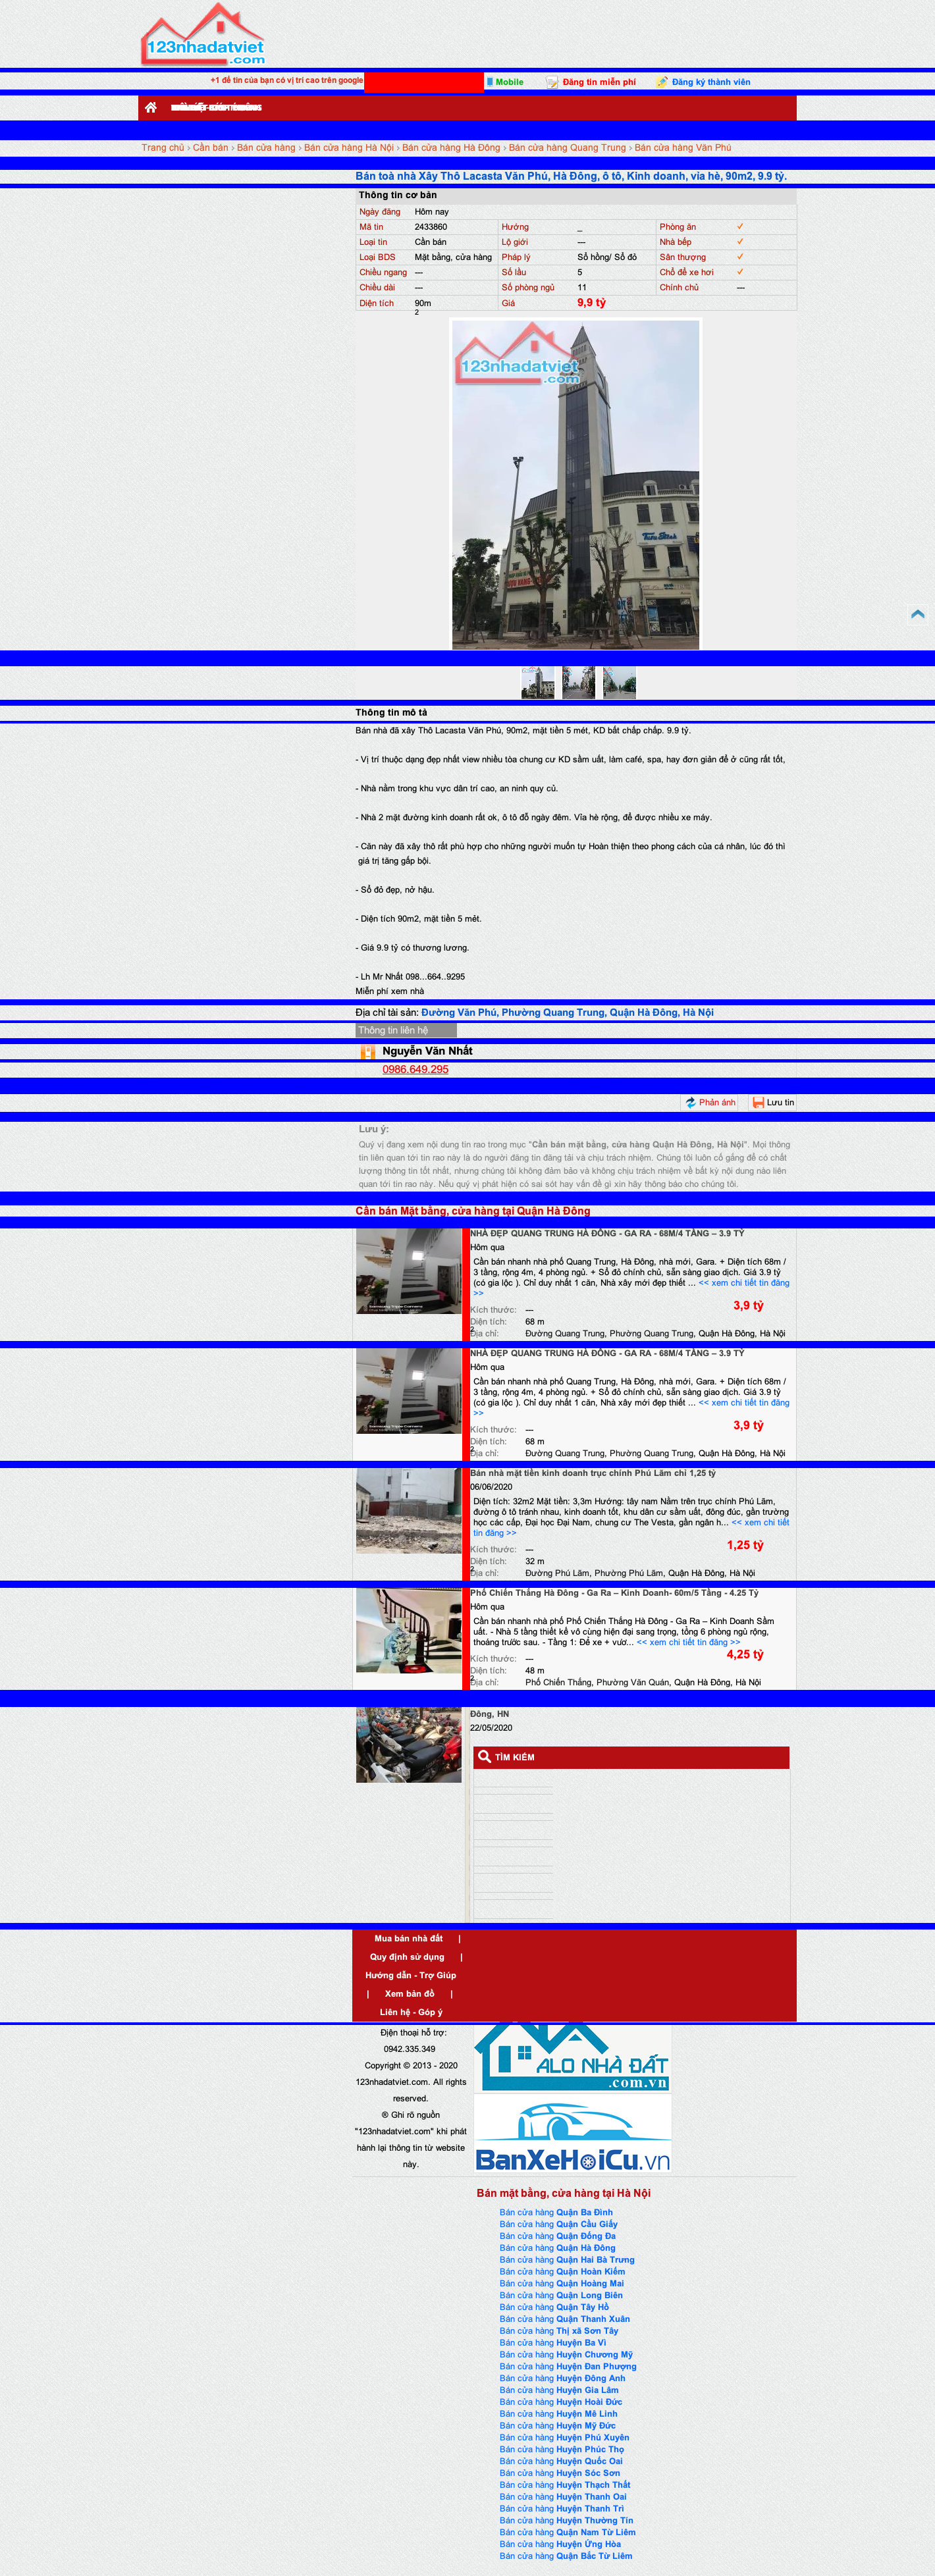 123nhadatviet
.com
+1 để tin của bạn có vị trí cao trên google
Mobile
Đăng tin miễn phí
Đăng ký thành viên
Trang chủ › Cần bán › Bán cửa hàng › Bán cửa hàng Hà Nội › Bán cửa hàng Hà Đông › Bán cửa hàng Quang Trung › Bán cửa hàng Văn Phú
Bán toà nhà Xây Thô Lacasta Văn Phú, Hà Đông, ô tô, Kinh doanh, vỉa hè, 90m2, 9.9 tỷ.
Thông tin cơ bản
Ngày đăng Hôm nay
Mã tin 2433860 Hướng _ Phòng ăn
Loại tin Cần bán Lộ giới --- Nhà bếp
Loại BDS Mặt bằng, cửa hàng Pháp lý Sổ hồng/ Sổ đỏ Sân thượng
Chiều ngang --- Số lầu 5 Chổ để xe hơi
Chiều dài --- Số phòng ngủ 11 Chính chủ ---
Diện tích 90m2 Giá 9,9 tỷ
123nhadatviet
.com
Thông tin mô tả
Bán nhà đã xây Thô Lacasta Văn Phú, 90m2, mặt tiền 5 mét, KD bất chấp chấp. 9.9 tỷ.
- Vị trí thuộc dạng đẹp nhất view nhiều tòa chung cư KD sầm uất, làm café, spa, hay đơn giản để ở cũng rất tốt,
- Nhà nằm trong khu vực dân trí cao, an ninh quy củ.
- Nhà 2 mặt đường kinh doanh rất ok, ô tô đỗ ngày đêm. Vỉa hè rộng, để được nhiều xe máy.
- Căn này đã xây thô rất phù hợp cho những người muốn tự Hoàn thiện theo phong cách của cá nhân, lúc đó thì
giá trị tăng gấp bội.
- Sổ đỏ đẹp, nở hậu.
- Diện tích 90m2, mặt tiền 5 mét.
- Giá 9.9 tỷ có thương lương.
- Lh Mr Nhất 098...664..9295
Miễn phí xem nhà
Địa chỉ tài sản: Đường Văn Phú, Phường Quang Trung, Quận Hà Đông, Hà Nội
Thông tin liên hệ
Nguyễn Văn Nhất
0986.649.295
Phản ánh
Lưu tin
Lưu ý:
Quý vị đang xem nội dung tin rao trong mục "Cần bán mặt bằng, cửa hàng Quận Hà Đông, Hà Nội". Mọi thông
tin liên quan tới tin rao này là do người đăng tin đăng tải và chịu trách nhiệm. Chúng tôi luôn cố gắng để có chất
lượng thông tin tốt nhất, nhưng chúng tôi không đảm bảo và không chịu trách nhiệm về bất kỳ nội dung nào liên
quan tới tin rao này. Nếu quý vị phát hiện có sai sót hay vấn đề gì xin hãy thông báo cho chúng tôi.
Cần bán Mặt bằng, cửa hàng tại Quận Hà Đông
NHÀ ĐẸP QUANG TRUNG HÀ ĐÔNG - GA RA - 68M/4 TẦNG – 3.9 TỶ
Hôm qua
Cần bán nhanh nhà phố Quang Trung, Hà Đông, nhà mới, Gara. + Diện tích 68m /
3 tầng, rộng 4m, 4 phòng ngủ. + Sổ đỏ chính chủ, sẵn sàng giao dịch. Giá 3.9 tỷ
(có gia lộc ). Chỉ duy nhất 1 căn, Nhà xây mới đẹp thiết ... << xem chi tiết tin đăng
>>
3,9 tỷ
Kích thước: ---
Diện tích: 68 m2
Địa chỉ: Đường Quang Trung, Phường Quang Trung, Quận Hà Đông, Hà Nội
NHÀ ĐẸP QUANG TRUNG HÀ ĐÔNG - GA RA - 68M/4 TẦNG – 3.9 TỶ
Hôm qua
Cần bán nhanh nhà phố Quang Trung, Hà Đông, nhà mới, Gara. + Diện tích 68m /
3 tầng, rộng 4m, 4 phòng ngủ. + Sổ đỏ chính chủ, sẵn sàng giao dịch. Giá 3.9 tỷ
(có gia lộc ). Chỉ duy nhất 1 căn, Nhà xây mới đẹp thiết ... << xem chi tiết tin đăng
>>
3,9 tỷ
Kích thước: ---
Diện tích: 68 m2
Địa chỉ: Đường Quang Trung, Phường Quang Trung, Quận Hà Đông, Hà Nội
Bán nhà mặt tiền kinh doanh trục chính Phú Lãm chỉ 1,25 tỷ
06/06/2020
Diện tích: 32m2 Mặt tiền: 3,3m Hướng: tây nam Nằm trên trục chính Phú Lãm,
đường ô tô tránh nhau, kinh doanh tốt, khu dân cư sầm uất, đông đúc, gần trường
học các cấp, Đại học Đại Nam, chung cư The Vesta, gần ngân h... << xem chi tiết
tin đăng >>
1,25 tỷ
Kích thước: ---
Diện tích: 32 m2
Địa chỉ: Đường Phú Lãm, Phường Phú Lãm, Quận Hà Đông, Hà Nội
Phố Chiến Thắng Hà Đông - Ga Ra – Kinh Doanh- 60m/5 Tầng - 4.25 Tỷ
Hôm qua
Cần bán nhanh nhà phố Phố Chiến Thắng Hà Đông - Ga Ra – Kinh Doanh Sầm
uất. - Nhà 5 tầng thiết kế vô cùng hiện đại sang trọng, tổng 6 phòng ngủ rộng,
thoáng trước sau. - Tầng 1: Để xe + vườ... << xem chi tiết tin đăng >>
4,25 tỷ
Kích thước: ---
Diện tích: 48 m2
Địa chỉ: Phố Chiến Thắng, Phường Văn Quán, Quận Hà Đông, Hà Nội
Đông, HN
22/05/2020
TÌM KIẾM
Mua bán nhà đất |
Quy định sử dụng |
Hướng dẫn - Trợ Giúp
| Xem bản đồ |
Liên hệ - Góp ý
Điện thoại hỗ trợ:
0942.335.349
Copyright © 2013 - 2020
123nhadatviet.com. All rights
reserved.
® Ghi rõ nguồn
"123nhadatviet.com" khi phát
hành lại thông tin từ website
này.
ALO NHÀ ĐẤT
.com.vn
BanXeHoiCu.vn
Bán mặt bằng, cửa hàng tại Hà Nội
Bán cửa hàng Quận Ba Đình
Bán cửa hàng Quận Cầu Giấy
Bán cửa hàng Quận Đống Đa
Bán cửa hàng Quận Hà Đông
Bán cửa hàng Quận Hai Bà Trưng
Bán cửa hàng Quận Hoàn Kiếm
Bán cửa hàng Quận Hoàng Mai
Bán cửa hàng Quận Long Biên
Bán cửa hàng Quận Tây Hồ
Bán cửa hàng Quận Thanh Xuân
Bán cửa hàng Thị xã Sơn Tây
Bán cửa hàng Huyện Ba Vì
Bán cửa hàng Huyện Chương Mỹ
Bán cửa hàng Huyện Đan Phượng
Bán cửa hàng Huyện Đông Anh
Bán cửa hàng Huyện Gia Lâm
Bán cửa hàng Huyện Hoài Đức
Bán cửa hàng Huyện Mê Linh
Bán cửa hàng Huyện Mỹ Đức
Bán cửa hàng Huyện Phú Xuyên
Bán cửa hàng Huyện Phúc Thọ
Bán cửa hàng Huyện Quốc Oai
Bán cửa hàng Huyện Sóc Sơn
Bán cửa hàng Huyện Thạch Thất
Bán cửa hàng Huyện Thanh Oai
Bán cửa hàng Huyện Thanh Trì
Bán cửa hàng Huyện Thường Tín
Bán cửa hàng Quận Nam Từ Liêm
Bán cửa hàng Huyện Ứng Hòa
Bán cửa hàng Quận Bắc Từ Liêm